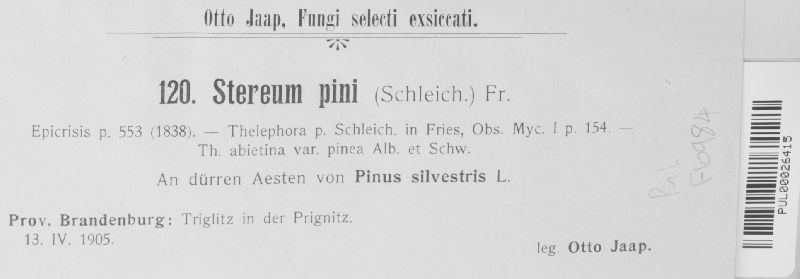 Otto Jaap, Fungi selecti exsiccati.
120. Stereum pini (Schleich.) Fr.
Epicrisis p. 553 (1838). — Thelephora p. Schleich. in Fries, Obs. Myc. I p. 154. —
Th. abietina var. pinea Alb. et Schw.
An dürren Aesten von Pinus silvestris L.
Prov. Brandenburg: Triglitz in der Prignitz.
13. IV. 1905.
leg. Otto Jaap.
PUL00026415